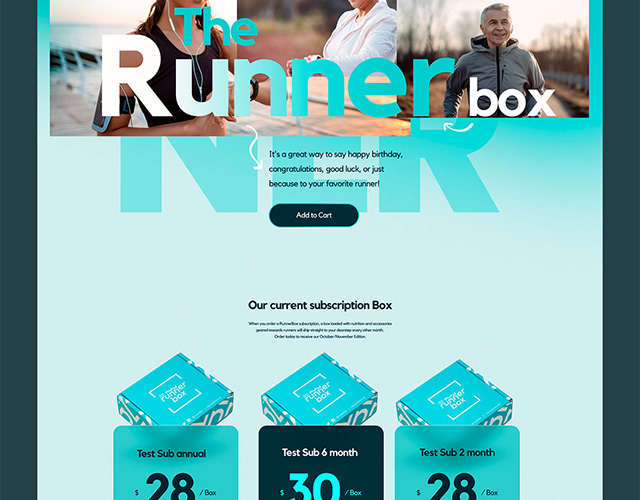 The
Runner box
NER
It's a great way to say happy birthday,
congratulations, good luck, or just
because to your favorite runner!
Add to Cart
Our current subscription Box
When you order a RunnerBox subscription, a box loaded with nutrition and accessories
geared towards runners will ship straight to your doorstep every other month.
Order today to receive our October/November Edition.
runner
box
runner
box
runner
box
Test Sub annual
$ 28 / Box
Test Sub 6 month
$ 30 / Box
Test Sub 2 month
$ 28 / Box